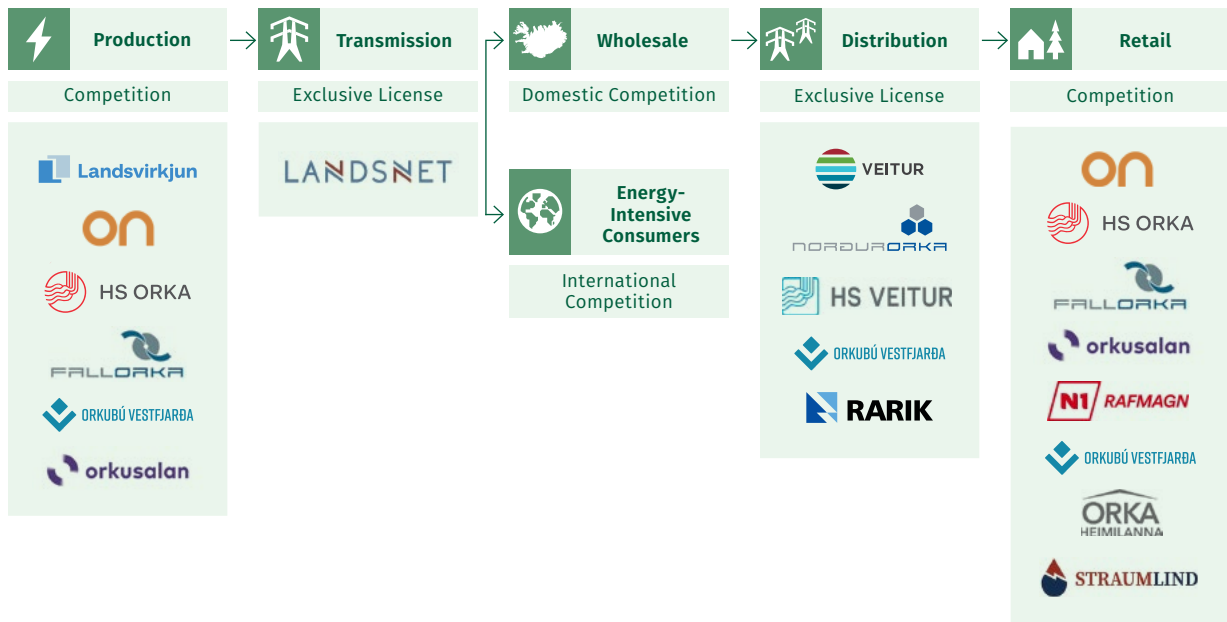 Production
Transmission
Wholesale
Distribution
Retail
Competition
Exclusive License
Domestic Competition
Exclusive License
Competition
Landsvirkjun
on
HS ORKA
FALLORKA
ORKUBÚ VESTFJARÐA
orkusalan
LANDSNET
Energy-
Intensive
Consumers
International
Competition
VEITUR
NORÐURORKA
HS VEITUR
ORKUBÚ VESTFJARÐA
RARIK
on
HS ORKA
FALLORKA
orkusalan
N1 RAFMAGN
ORKUBÚ VESTFJARÐA
ORKA
HEIMILANNA
STRAUMLIND